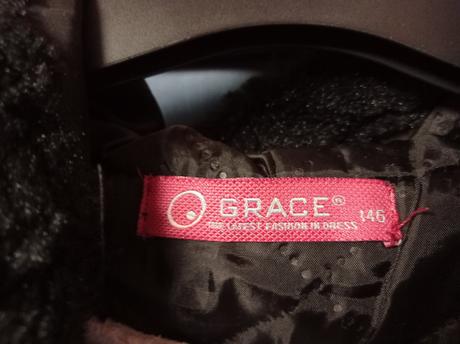 GRACE® 146
THE LATEST FASHION IN DRESS